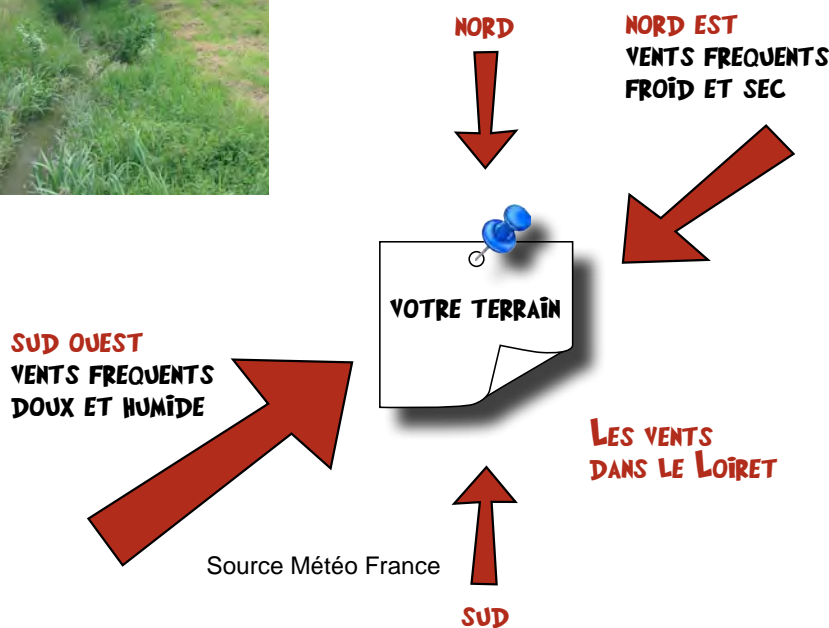 NORD
NORD EST
VENTS FREQUENTS
FROiD ET SEC
VOTRE TERRAiN
SUD OUEST
VENTS FREQUENTS
DOUX ET HUMiDE
LES VENTS
DANS LE LOiRET
Source Météo France
SUD